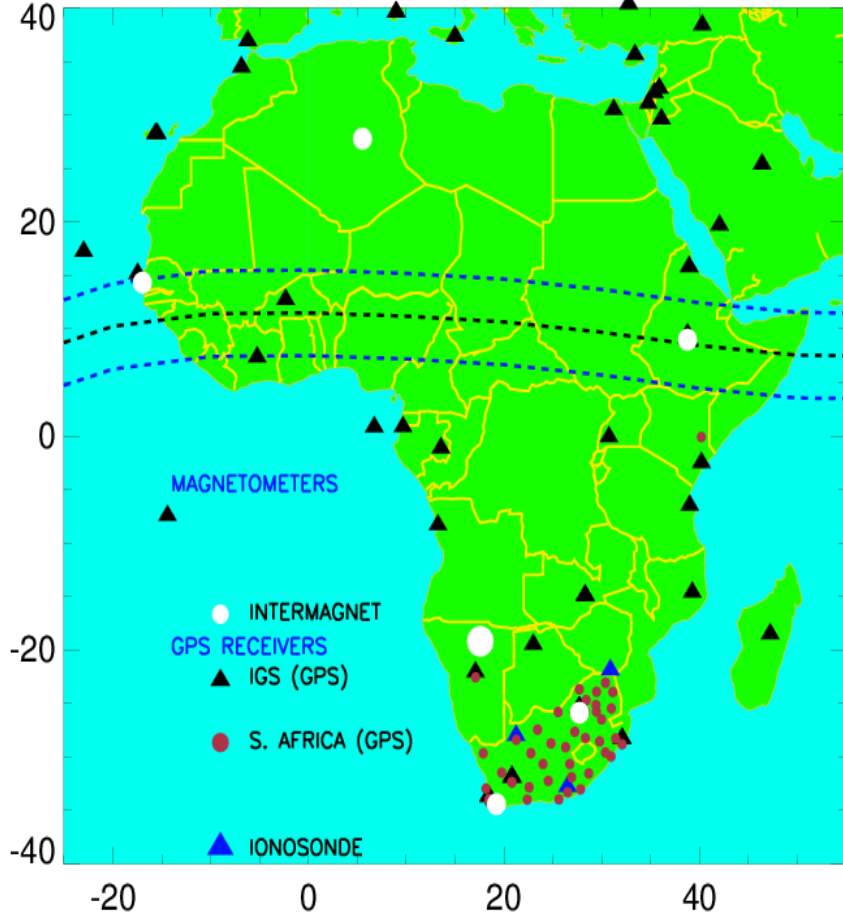 40
20
0
MAGNETOMETERS
INTERMAGNET
-20
GPS RECEIVERS
IGS (GPS)
S. AFRICA (GPS)
IONOSONDE
-40
-20 0 20 40